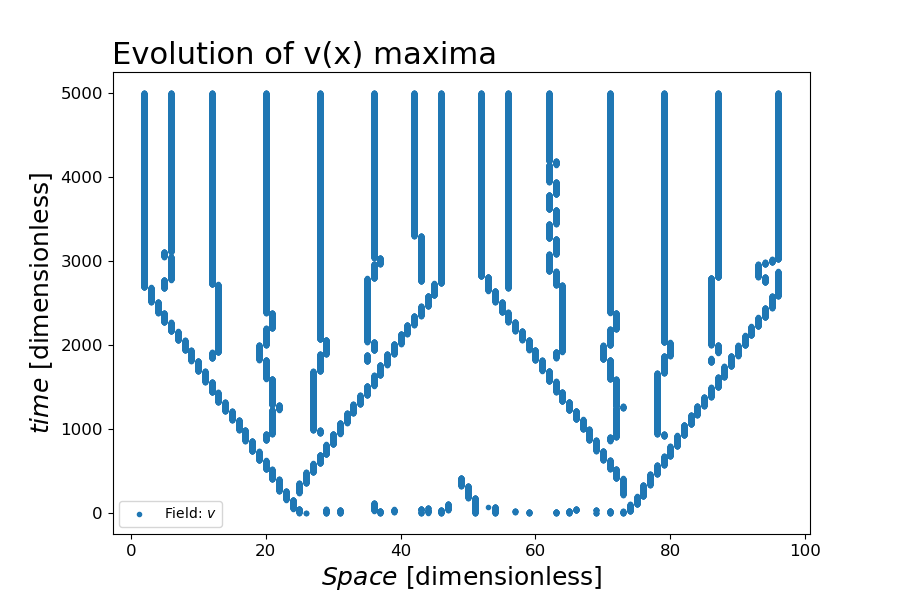 Evolution of v(x) maxima
5000
4000
3000
2000
1000
0
time [dimensionless]
Field: v
0 20 40 60 80 100
Space [dimensionless]